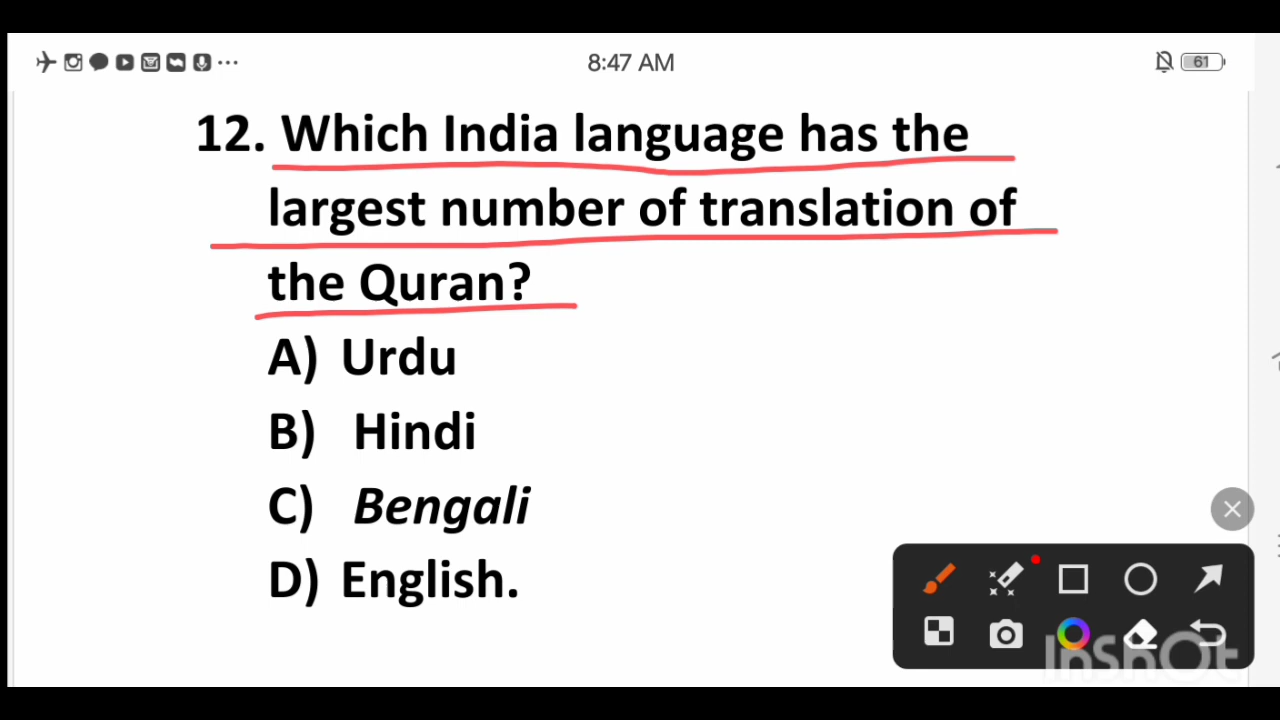 8:47 AM
61
12. Which India language has the
largest number of translation of
the Quran?
A) Urdu
B) Hindi
C) Bengali
D) English.
InShOt